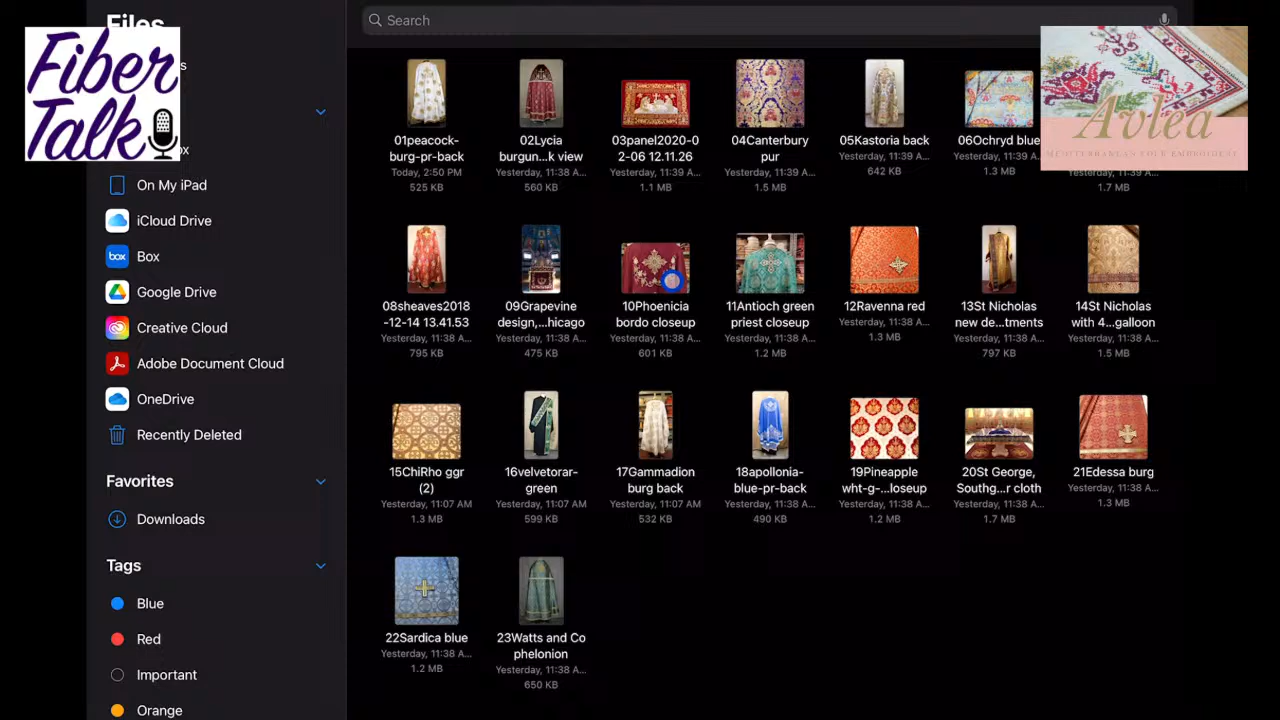 Files
Fiber
Talk
Avlea
MEDITERRANEAN FOLK EMBROIDERY
Search
On My iPad
iCloud Drive
box
Box
Google Drive
Creative Cloud
Adobe Document Cloud
OneDrive
Recently Deleted
Favorites
Downloads
Tags
Blue
Red
Important
Orange
01peacock-
burg-pr-back
Today, 2:50 PM
525 KB
02Lycia
burgun...k view
Yesterday, 11:38 A...
560 KB
03panel2020-0
2-06 12.11.26
Yesterday, 11:39 A...
1.1 MB
04Canterbury
pur
Yesterday, 11:39 A...
1.5 MB
05Kastoria back
Yesterday, 11:39 A...
642 KB
06Ochryd blue
Yesterday, 11:39 A...
1.3 MB
Yesterday, 11:39 A...
1.7 MB
08sheaves2018
-12-14 13.41.53
Yesterday, 11:38 A...
795 KB
09Grapevine
design,...hicago
Yesterday, 11:38 A...
475 KB
10Phoenicia
bordo closeup
Yesterday, 11:38 A...
601 KB
11Antioch green
priest closeup
Yesterday, 11:38 A...
1.2 MB
12Ravenna red
Yesterday, 11:38 A...
1.3 MB
13St Nicholas
new de...tments
Yesterday, 11:38 A...
797 KB
14St Nicholas
with 4...galloon
Yesterday, 11:38 A...
1.5 MB
15ChiRho ggr
(2)
Yesterday, 11:07 AM
1.3 MB
16velvetorar-
green
Yesterday, 11:07 AM
599 KB
17Gammadion
burg back
Yesterday, 11:07 AM
532 KB
18apollonia-
blue-pr-back
Yesterday, 11:38 A...
490 KB
19Pineapple
wht-g-...loseup
Yesterday, 11:38 A...
1.2 MB
20St George,
Southg...r cloth
Yesterday, 11:38 A...
1.7 MB
21Edessa burg
Yesterday, 11:38 A...
1.3 MB
22Sardica blue
Yesterday, 11:38 A...
1.2 MB
23Watts and Co
phelonion
Yesterday, 11:38 A...
650 KB